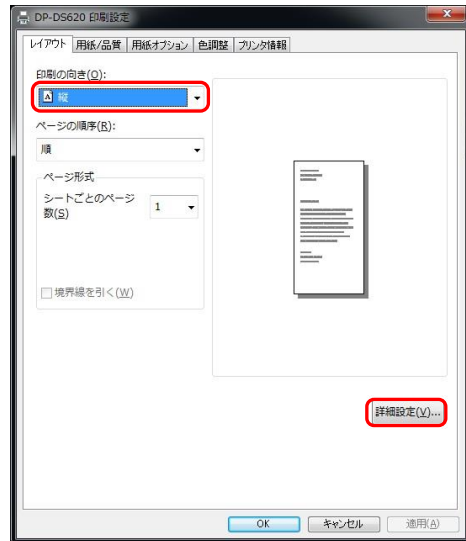 DP-DS620 印刷設定
レイアウト 用紙/品質 用紙オプション 色調整 プリンタ情報
印刷の向き(O):
A 縦
ページの順序(R):
順
ページ形式
シートごとのページ
数(S)
1
境界線を引く(W)
詳細設定(V)...
OK キャンセル 適用(A)